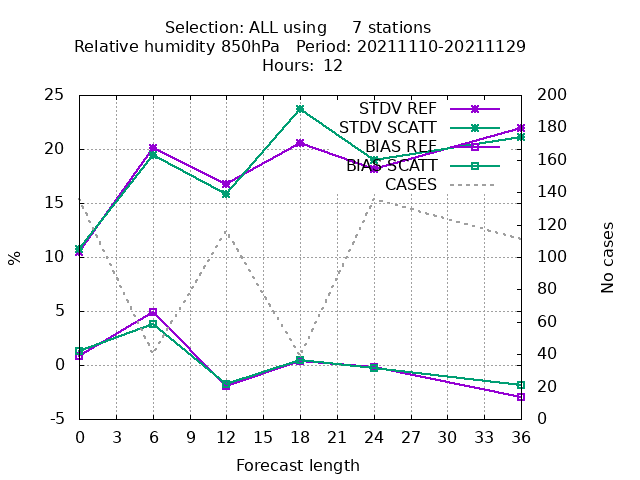 Selection: ALL using     7 stations
Relative humidity 850hPa   Period: 20211110-20211129
Hours:  12
25
20
15
10
5
0
-5
%
STDV REF
STDV SCATT
BIAS REF
BIAS SCATT
CASES
200
180
160
140
120
100
80
60
40
20
0
No cases
0 3 6 9 12 15 18 21 24 27 30 33 36
Forecast length